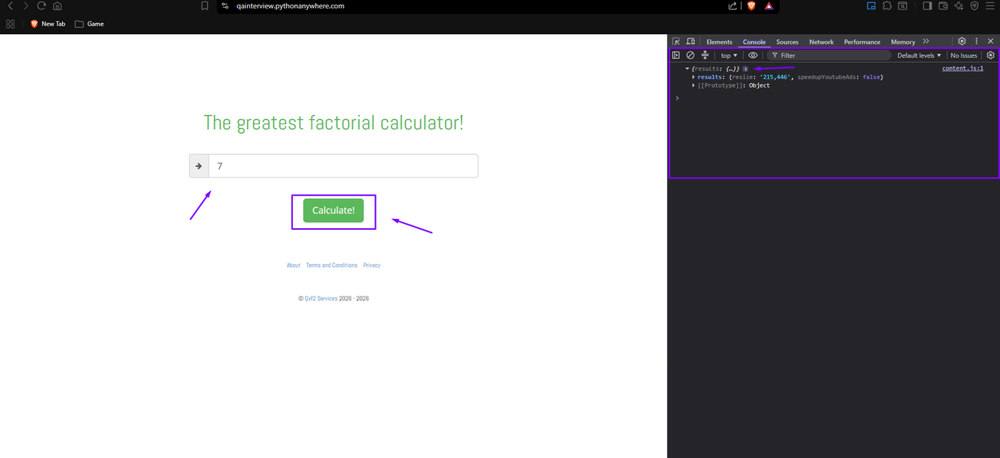 qainterview.pythonanywhere.com
New Tab Game
Elements Console Sources Network Performance Memory
top Filter Default levels No Issues
{results: {…}} i content.js:1
results: {resize: '215,446', speedupYoutubeAds: false}
[[Prototype]]: Object
The greatest factorial calculator!
7
Calculate!
About Terms and Conditions Privacy
© Qxf2 Services 2026 - 2026